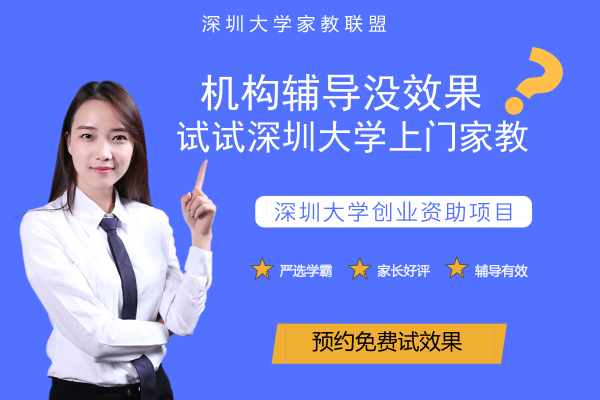 深圳大学家教联盟
机构辅导没效果
?
试试深圳大学上门家教
深圳大学创业资助项目
严选学霸 家长好评 辅导有效
预约免费试效果